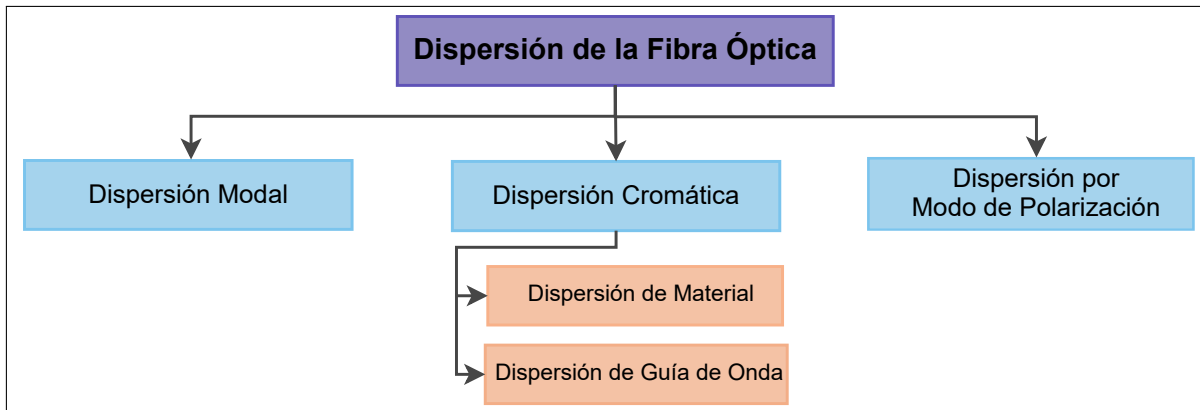 Dispersión de la Fibra Óptica
Dispersión Modal
Dispersión Cromática
Dispersión por
Modo de Polarización
Dispersión de Material
Dispersión de Guía de Onda